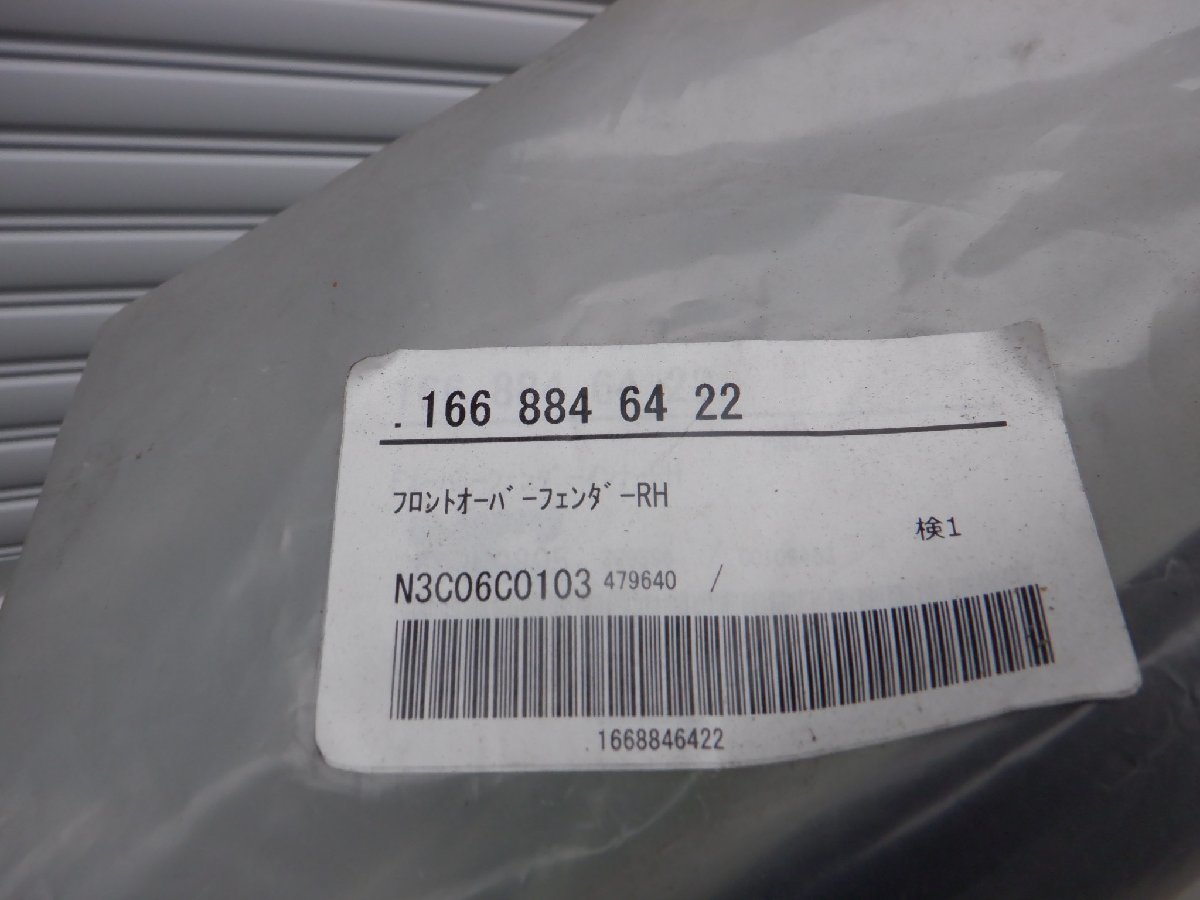 .166 884 64 22
ﾌﾛﾝﾄｵｰﾊﾞｰﾌｪﾝﾀﾞｰRH
検1
N3C06C0103 479640 /
1668846422